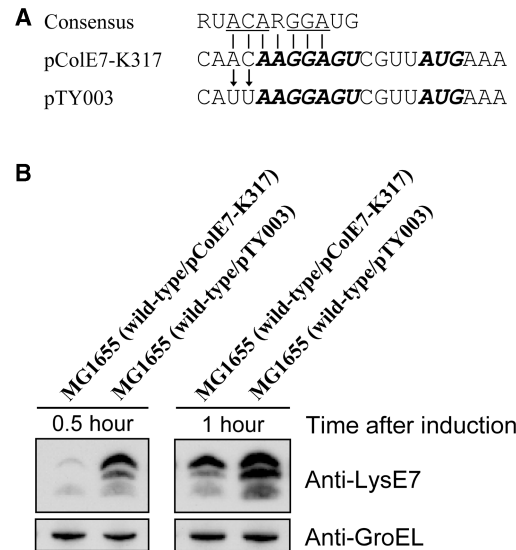 A
Consensus RUACARGGAUG
pColE7-K317 CAACAAGGAGUCGUUAUGAAA
pTY003 CAUUAAGGAGUCGUUAUGAAA
B
MG1655 (wild-type/pColE7-K317)
MG1655 (wild-type/pTY003)
MG1655 (wild-type/pColE7-K317)
MG1655 (wild-type/pTY003)
0.5 hour 1 hour Time after induction
Anti-LysE7
Anti-GroEL